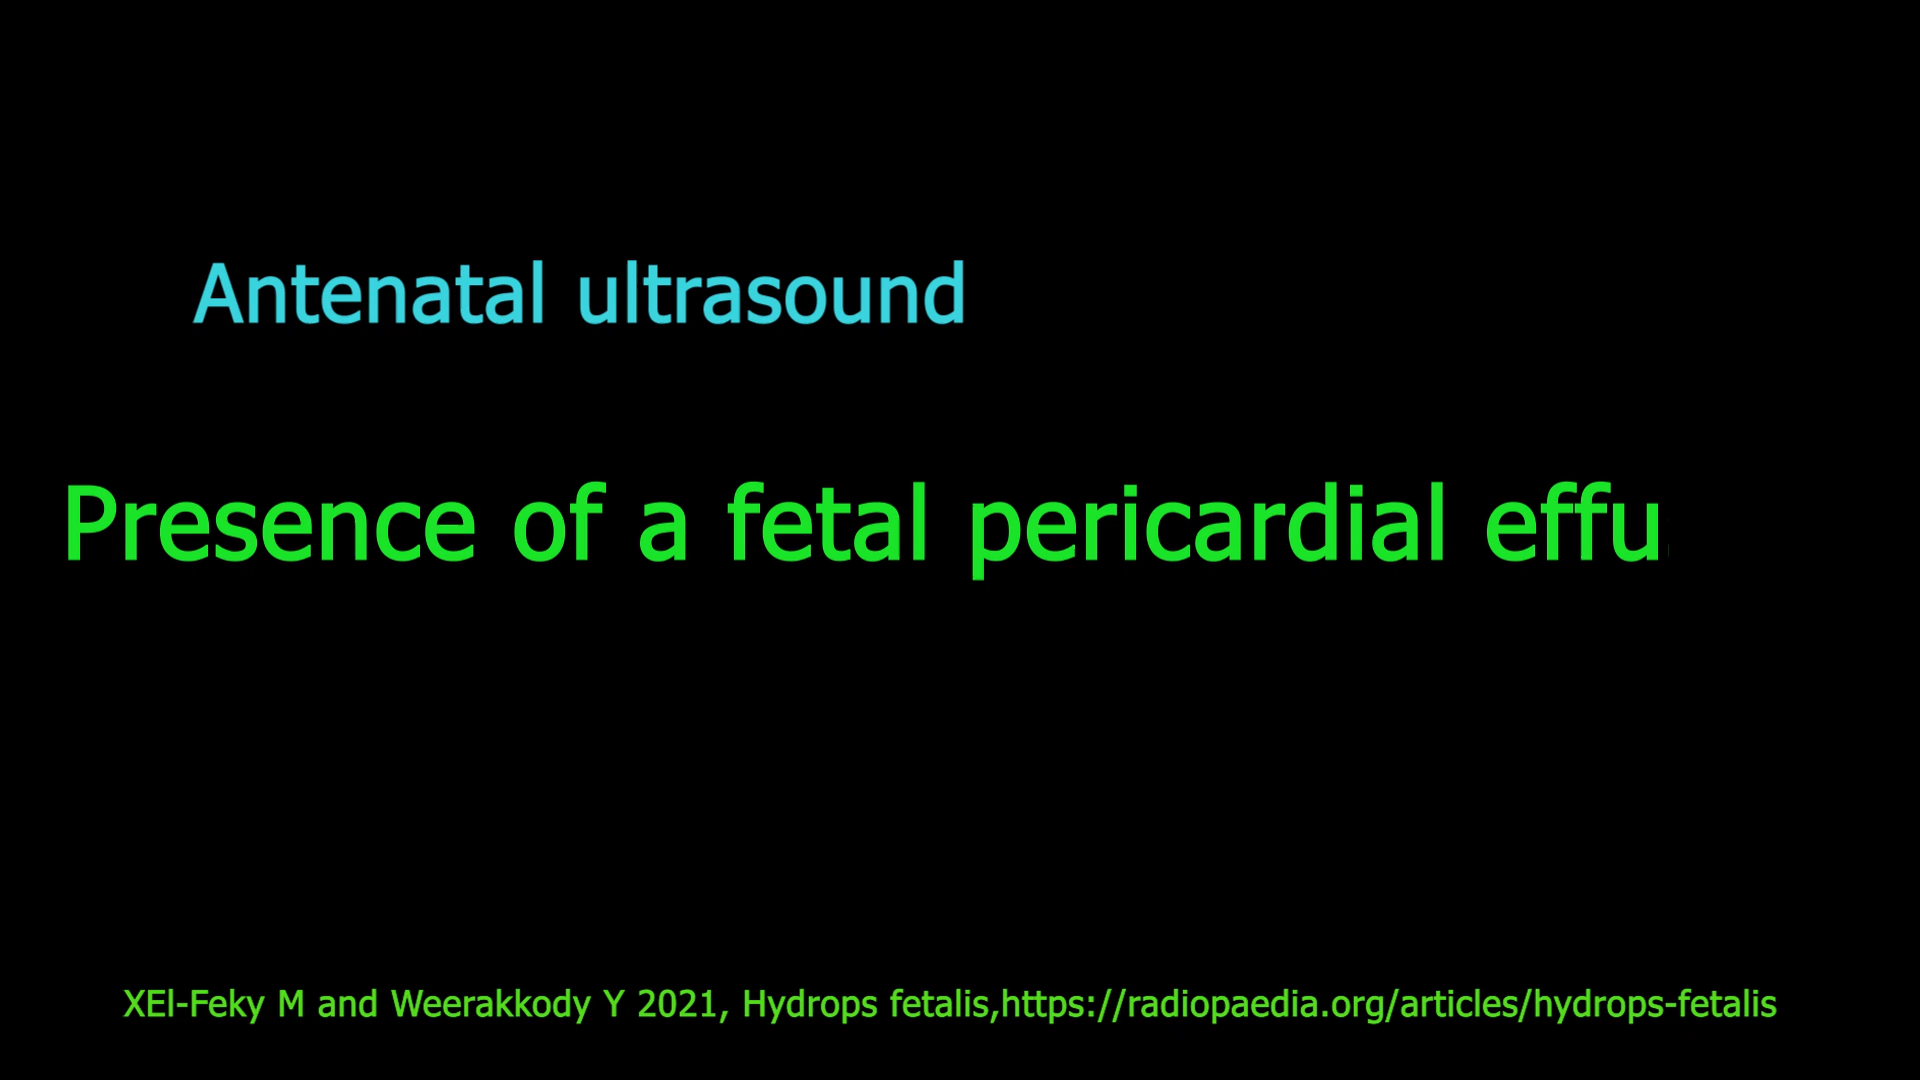 Antenatal ultrasound
Presence of a fetal pericardial effu
XEl-Feky M and Weerakkody Y 2021, Hydrops fetalis,https://radiopaedia.org/articles/hydrops-fetalis